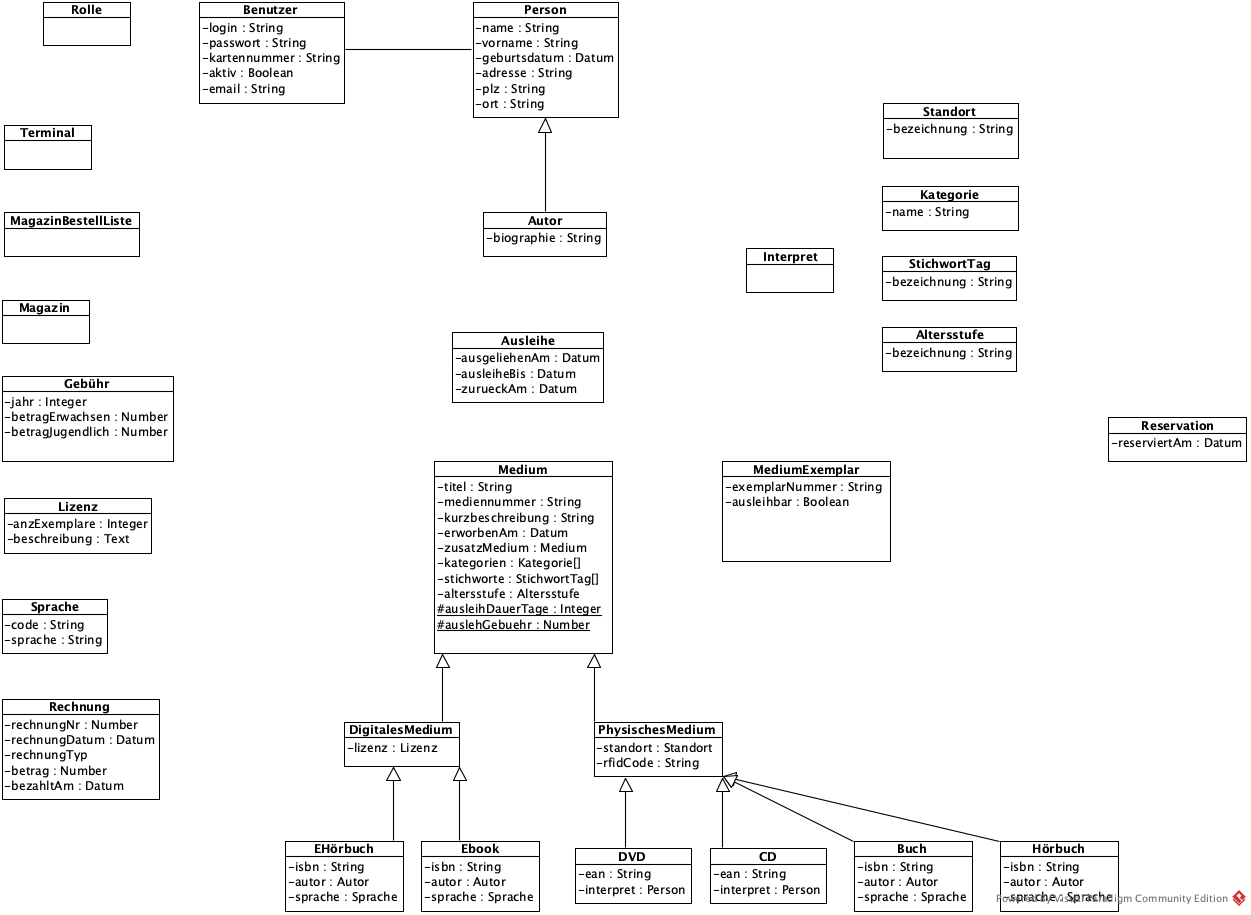 Rolle
Benutzer
-login : String
-passwort : String
-kartennummer : String
-aktiv : Boolean
-email : String
Person
-name : String
-vorname : String
-geburtsdatum : Datum
-adresse : String
-plz : String
-ort : String
Standort
-bezeichnung : String
Terminal
Kategorie
-name : String
MagazinBestellListe
Autor
-biographie : String
Interpret
StichwortTag
-bezeichnung : String
Magazin
Ausleihe
-ausgeliehenAm : Datum
-ausleiheBis : Datum
-zurueckAm : Datum
Altersstufe
-bezeichnung : String
Gebühr
-jahr : Integer
-betragErwachsen : Number
-betragJugendlich : Number
Reservation
-reserviertAm : Datum
Medium
-titel : String
-mediennummer : String
-kurzbeschreibung : String
-erworbenAm : Datum
-zusatzMedium : Medium
-kategorien : Kategorie[]
-stichworte : StichwortTag[]
-altersstufe : Altersstufe
#ausleihDauerTage : Integer
#auslehGebuehr : Number
MediumExemplar
-exemplarNummer : String
-ausleihbar : Boolean
Lizenz
-anzExemplare : Integer
-beschreibung : Text
Sprache
-code : String
-sprache : String
Rechnung
-rechnungNr : Number
-rechnungDatum : Datum
-rechnungTyp
-betrag : Number
-bezahltAm : Datum
DigitalesMedium
-lizenz : Lizenz
PhysischesMedium
-standort : Standort
-rfidCode : String
EHörbuch
-isbn : String
-autor : Autor
-sprache : Sprache
Ebook
-isbn : String
-autor : Autor
-sprache : Sprache
DVD
-ean : String
-interpret : Person
CD
-ean : String
-interpret : Person
Buch
-isbn : String
-autor : Autor
-sprache : Sprache
Hörbuch
-isbn : String
-autor : Autor
-sprache : Sprache
Powered By Visual Paradigm Community Edition